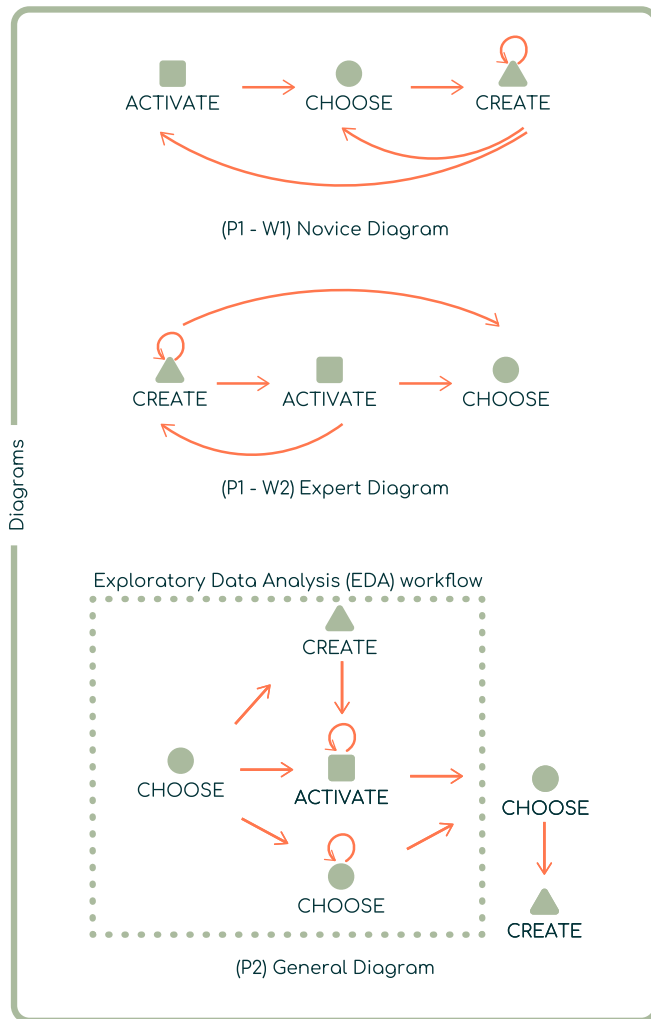 ACTIVATE CHOOSE CREATE
(P1 - W1) Novice Diagram
CREATE ACTIVATE CHOOSE
(P1 - W2) Expert Diagram
Diagrams
Exploratory Data Analysis (EDA) workflow
CREATE
CHOOSE
ACTIVATE
CHOOSE
CHOOSE
CREATE
(P2) General Diagram